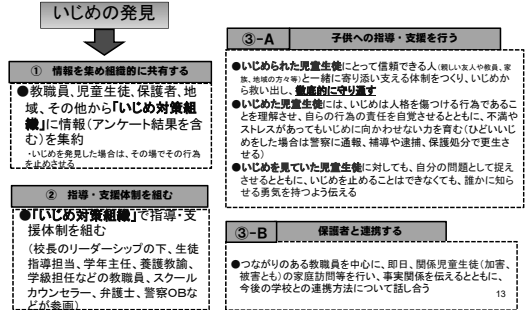 いじめの発見
① 情報を集め組織的に共有する
●教職員、児童生徒、保護者、地
域、その他から「いじめ対策組
織」に情報（アンケート結果を含
む）を集約
・いじめを発見した場合は、その場でその行為
を止めさせる
② 指導・支援体制を組む
●「いじめ対策組織」で指導・支
援体制を組む
（校長のリーダーシップの下、生徒
指導担当、学年主任、養護教諭、
学級担任などの教職員、スクール
カウンセラー、弁護士、警察OBな
どが参画）
③-A 子供への指導・支援を行う
●いじめられた児童生徒にとって信頼できる人（親しい友人や教員、家
族、地域の方々等）と一緒に寄り添い支える体制をつくり、いじめか
ら救い出し、徹底的に守り通す
●いじめた児童生徒には、いじめは人格を傷つける行為であるこ
とを理解させ、自らの行為の責任を自覚させるとともに、不満や
ストレスがあってもいじめに向かわせない力を育む（ひどいいじ
めをした場合は警察に通報、補導や逮捕、保護処分で更生さ
せる）
●いじめを見ていた児童生徒に対しても、自分の問題として捉え
させるとともに、いじめを止めることはできなくても、誰かに知ら
せる勇気を持つよう伝える
③-B 保護者と連携する
●つながりのある教職員を中心に、即日、関係児童生徒（加害、
被害とも）の家庭訪問等を行い、事実関係を伝えるとともに、
今後の学校との連携方法について話し合う
13